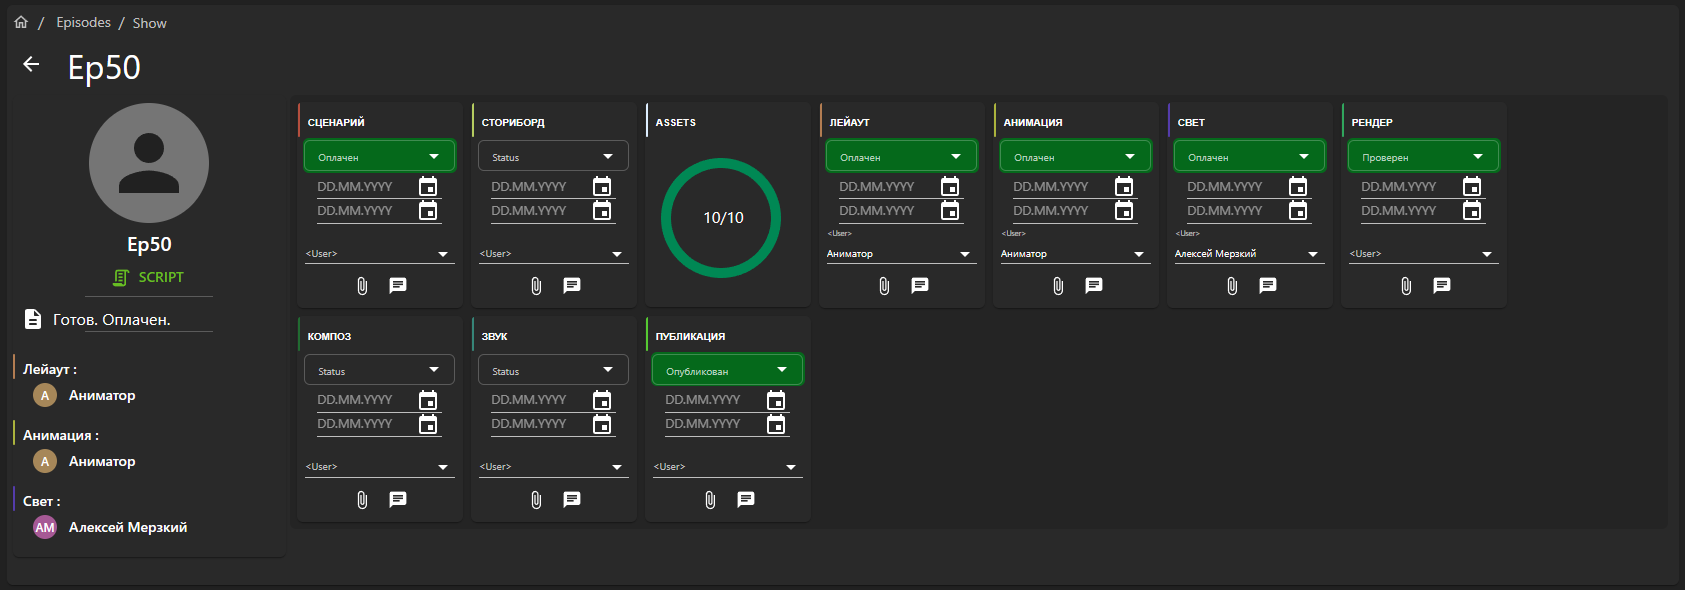 / Episodes / Show
Ep50
Ep50
SCRIPT
Готов. Оплачен.
Лейаут :
А Аниматор
Анимация :
А Аниматор
Свет :
АМ Алексей Мерзкий
СЦЕНАРИЙ
Оплачен
DD.MM.YYYY
DD.MM.YYYY
<User>
СТОРИБОРД
Status
DD.MM.YYYY
DD.MM.YYYY
<User>
ASSETS
10/10
ЛЕЙАУТ
Оплачен
DD.MM.YYYY
DD.MM.YYYY
<User>
Аниматор
АНИМАЦИЯ
Оплачен
DD.MM.YYYY
DD.MM.YYYY
<User>
Аниматор
СВЕТ
Оплачен
DD.MM.YYYY
DD.MM.YYYY
<User>
Алексей Мерзкий
РЕНДЕР
Проверен
DD.MM.YYYY
DD.MM.YYYY
<User>
КОМПОЗ
Status
DD.MM.YYYY
DD.MM.YYYY
<User>
ЗВУК
Status
DD.MM.YYYY
DD.MM.YYYY
<User>
ПУБЛИКАЦИЯ
Опубликован
DD.MM.YYYY
DD.MM.YYYY
<User>